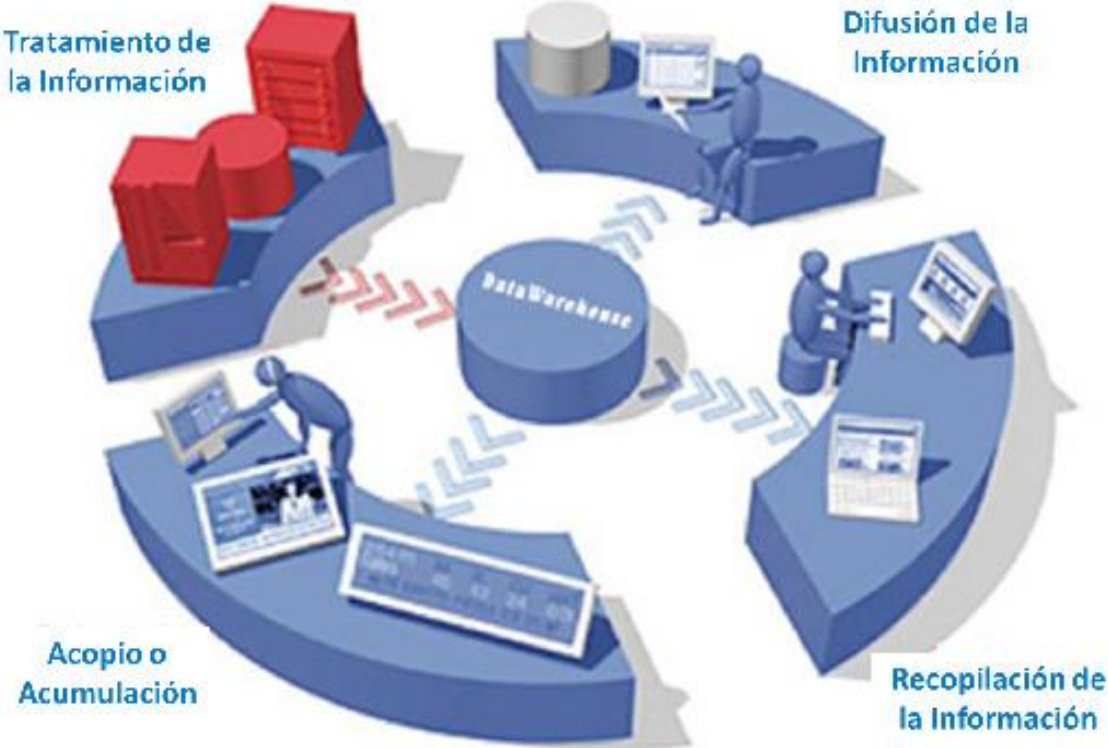 Tratamiento de
la Información
Difusión de la
Información
DataWarehouse
Acopio o
Acumulación
Recopilación de
la Información